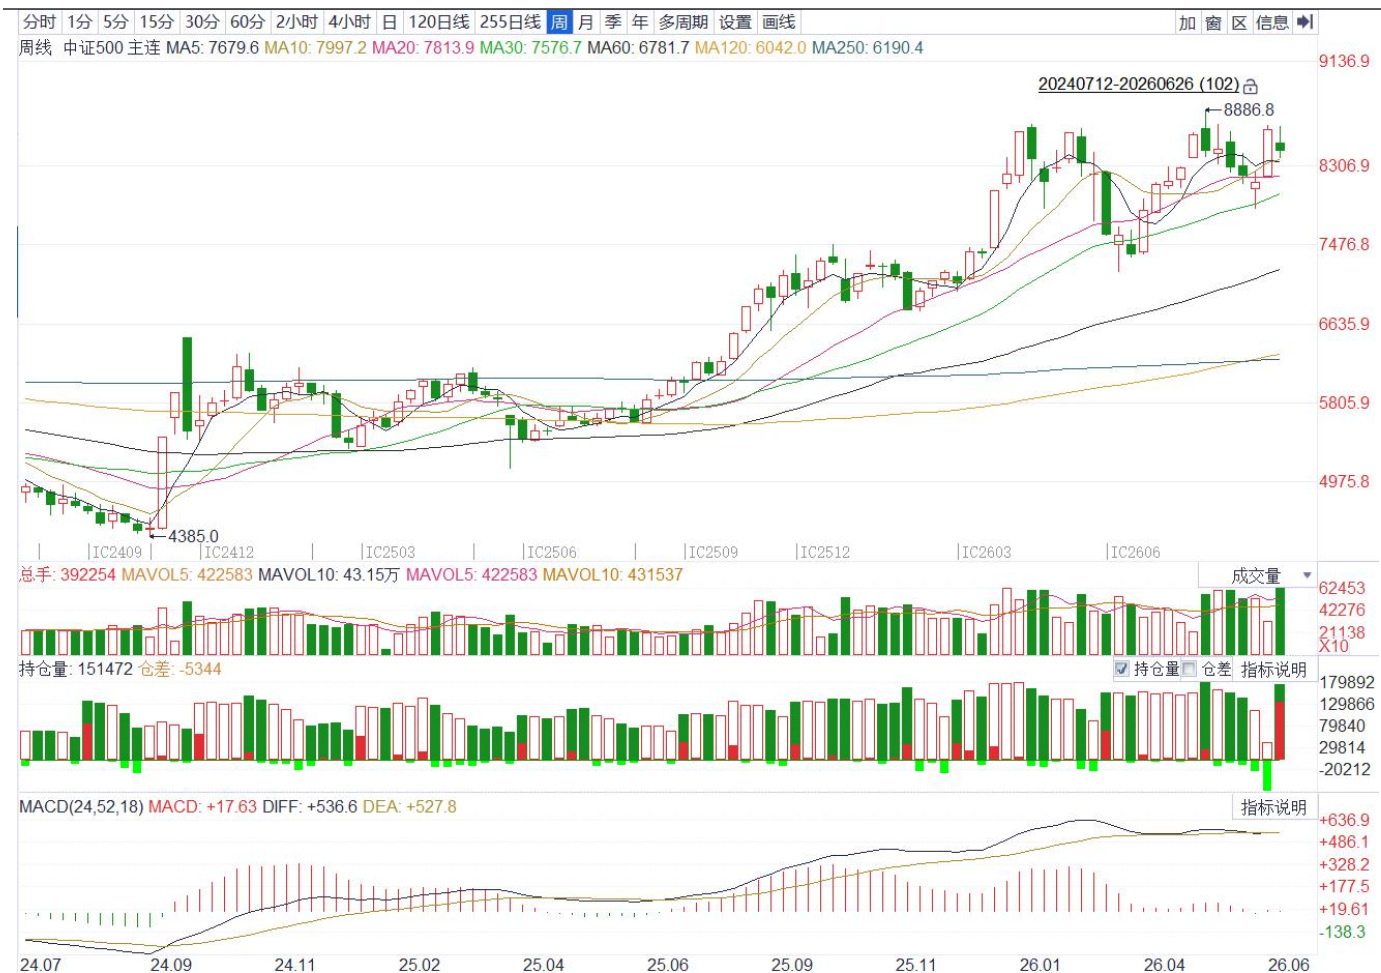 分时 1分 5分 15分 30分 60分 2小时 4小时 日 120日线 255日线 周 月 季 年 多周期 设置 画线 加 窗 区 信息
周线 中证500 主连 MA5: 7679.6 MA10: 7997.2 MA20: 7813.9 MA30: 7576.7 MA60: 6781.7 MA120: 6042.0 MA250: 6190.4
9136.9
20240712-20260626 (102)
8886.8
8306.9
7476.8
6635.9
5805.9
4975.8
4385.0
IC2409 IC2412 IC2503 IC2506 IC2509 IC2512 IC2603 IC2606
总手: 392254 MAVOL5: 422583 MAVOL10: 43.15万 MAVOL5: 422583 MAVOL10: 431537 成交量
62453
42276
21138
X10
持仓量: 151472 仓差: -5344 持仓量 仓差 指标说明
179892
129866
79840
29814
-20212
MACD(24,52,18) MACD: +17.63 DIFF: +536.6 DEA: +527.8 指标说明
+636.9
+486.1
+328.2
+177.5
+19.61
-138.3
24.07 24.09 24.11 25.02 25.04 25.06 25.09 25.11 26.01 26.04 26.06